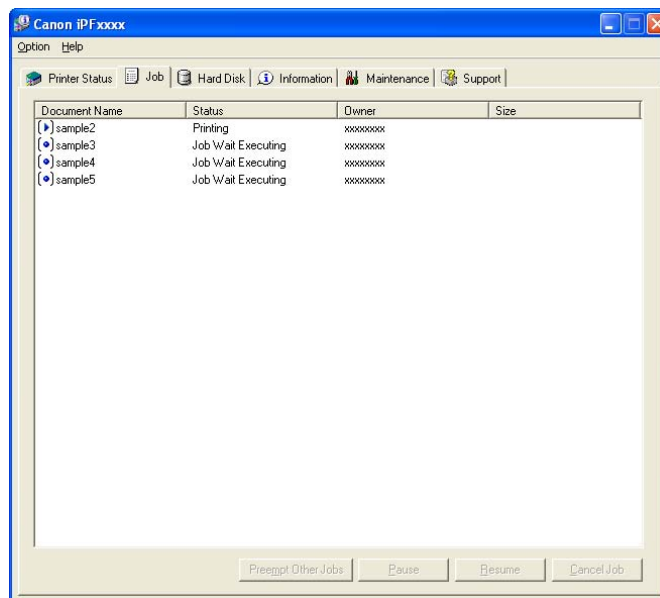 Canon iPFxxxx
Option Help
Printer Status Job Hard Disk Information Maintenance Support
Document Name Status Owner Size
sample2 Printing xxxxxxxx
sample3 Job Wait Executing xxxxxxxx
sample4 Job Wait Executing xxxxxxxx
sample5 Job Wait Executing xxxxxxxx
Preempt Other Jobs Pause Resume Cancel Job